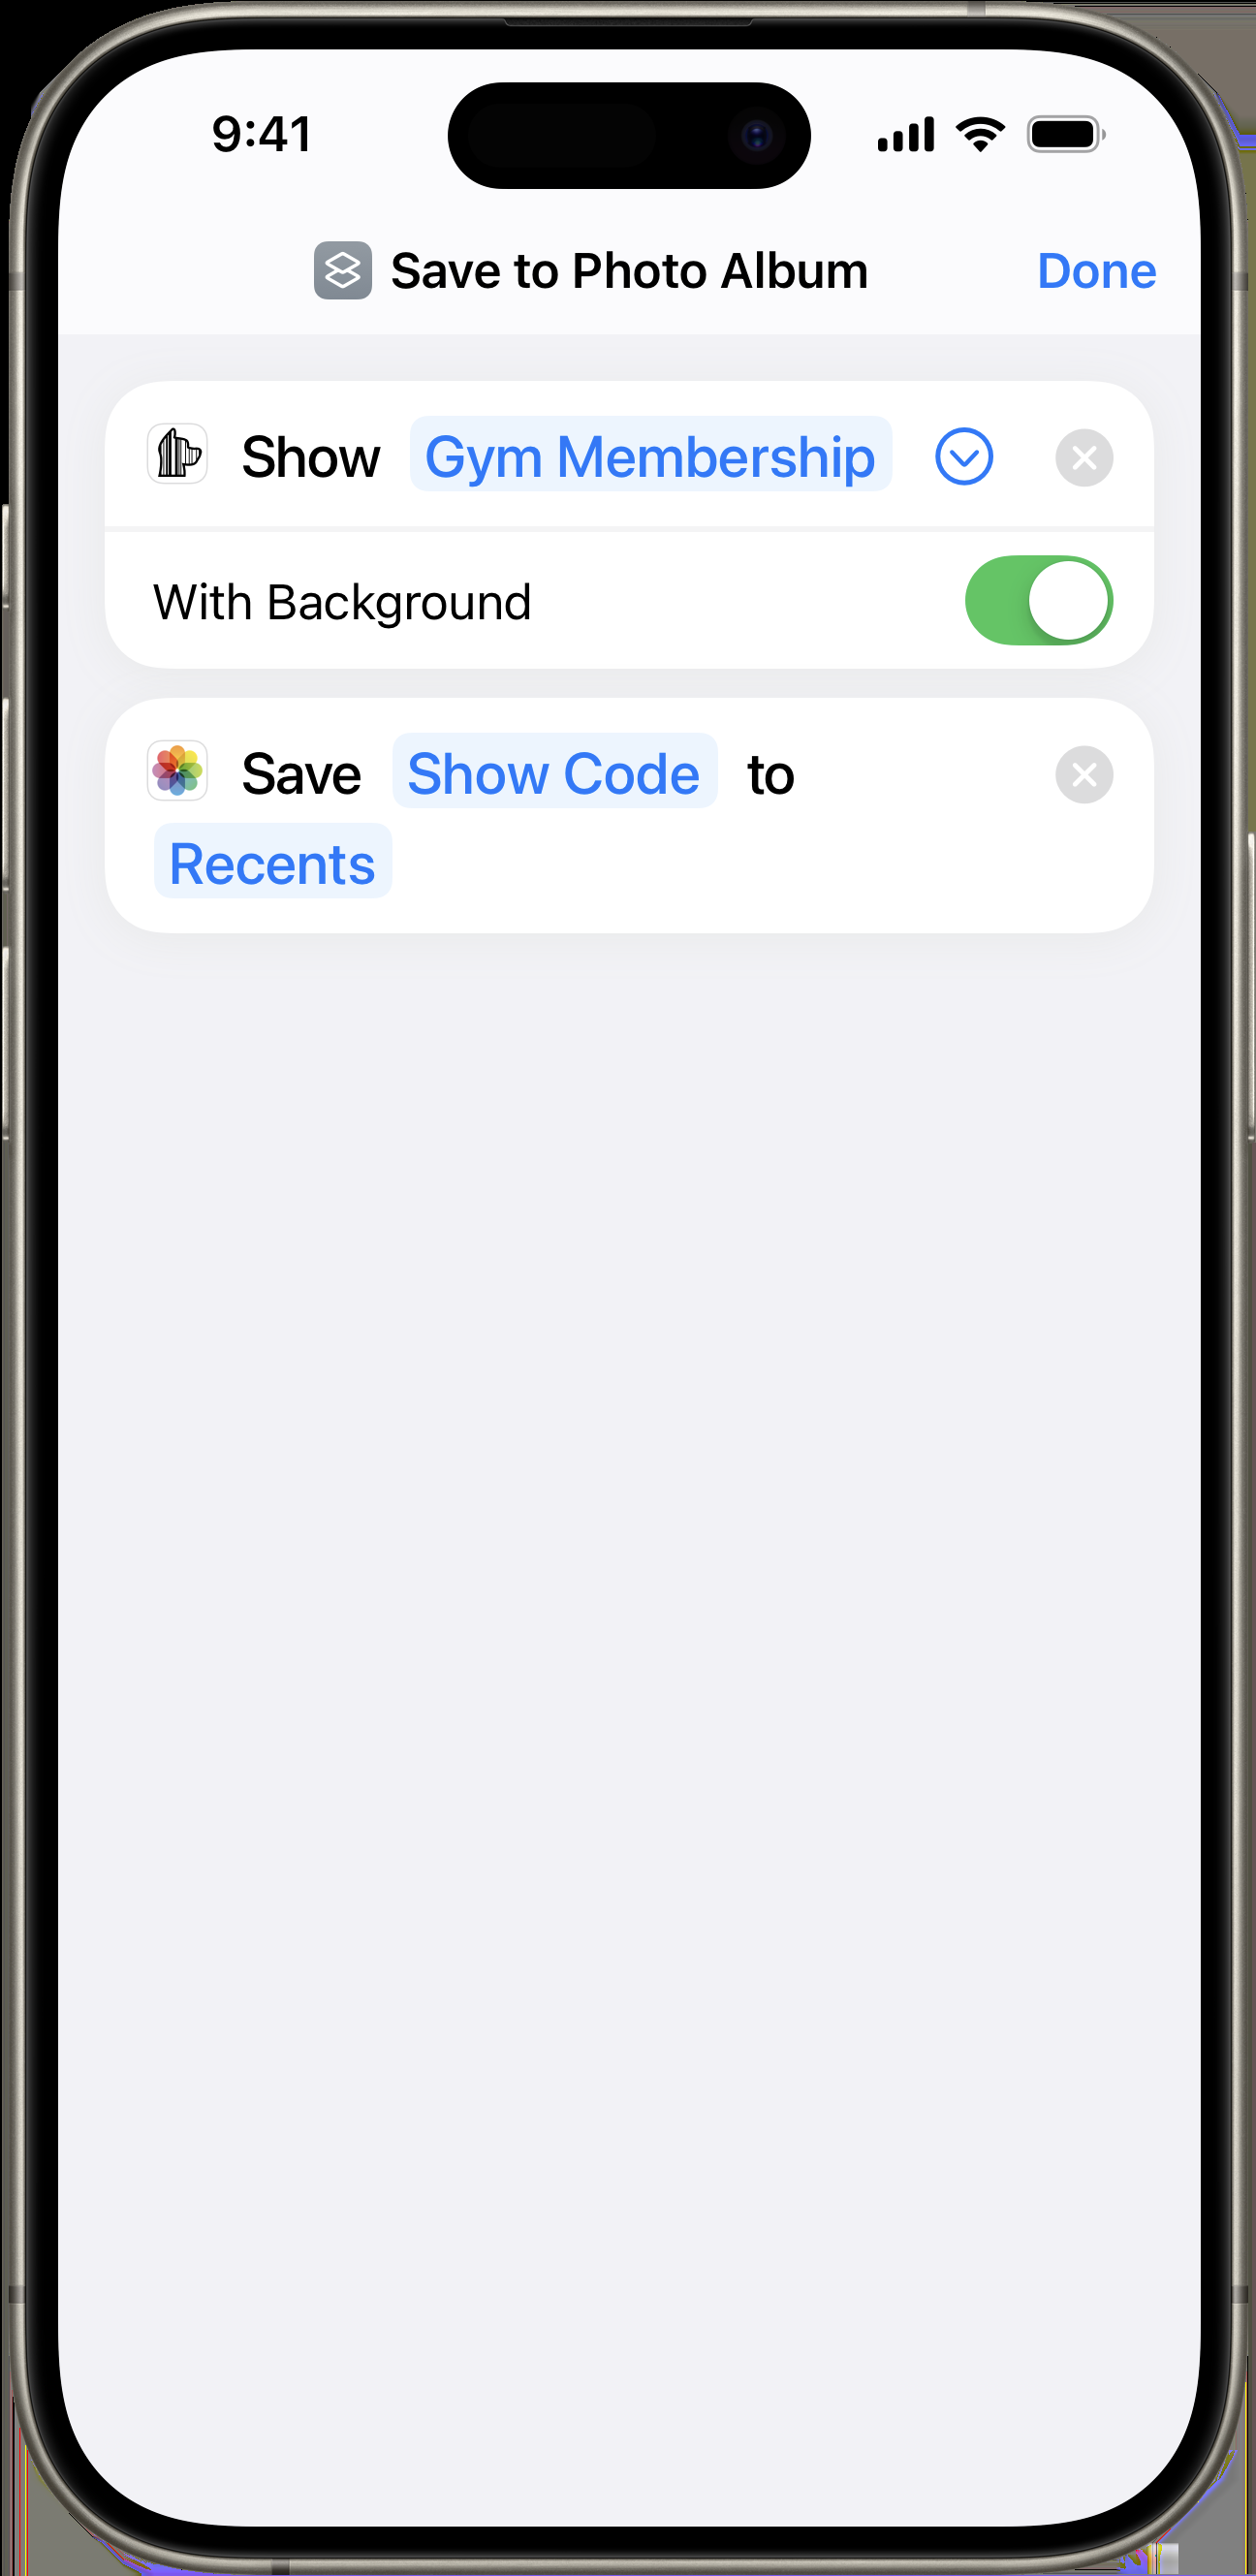 9:41
Save to Photo Album
Done
Show Gym Membership
With Background
Save Show Code to
Recents